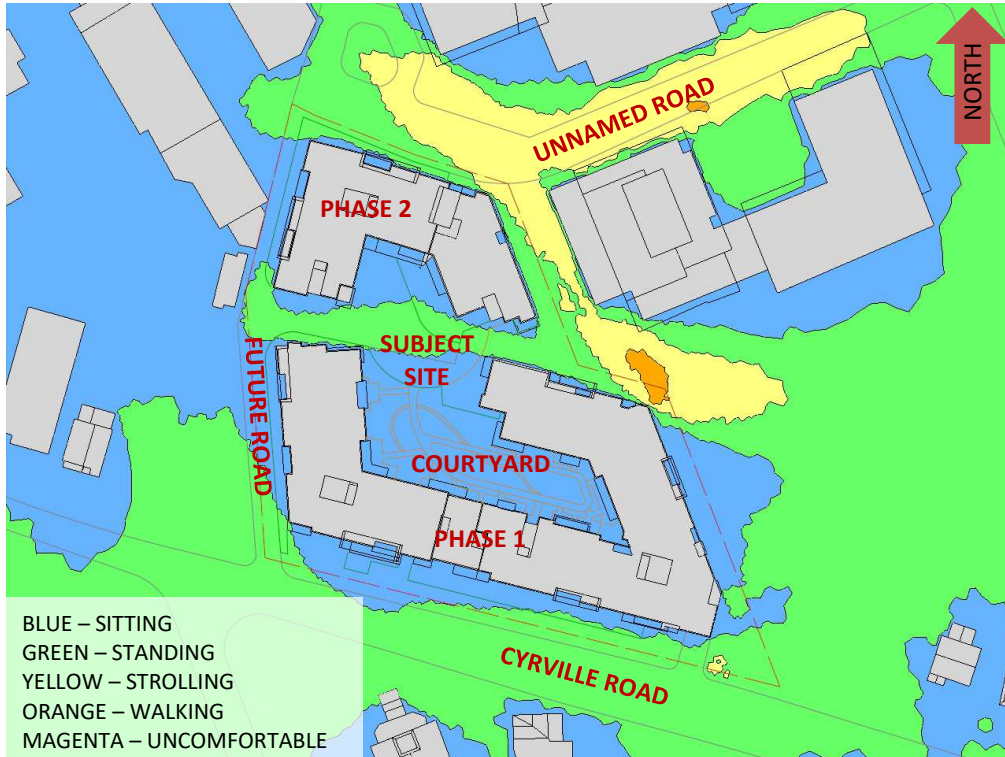 NORTH
UNNAMED ROAD
PHASE 2
SUBJECT
SITE
FUTURE ROAD
COURTYARD
PHASE 1
CYRVILLE ROAD
BLUE – SITTING
GREEN – STANDING
YELLOW – STROLLING
ORANGE – WALKING
MAGENTA – UNCOMFORTABLE